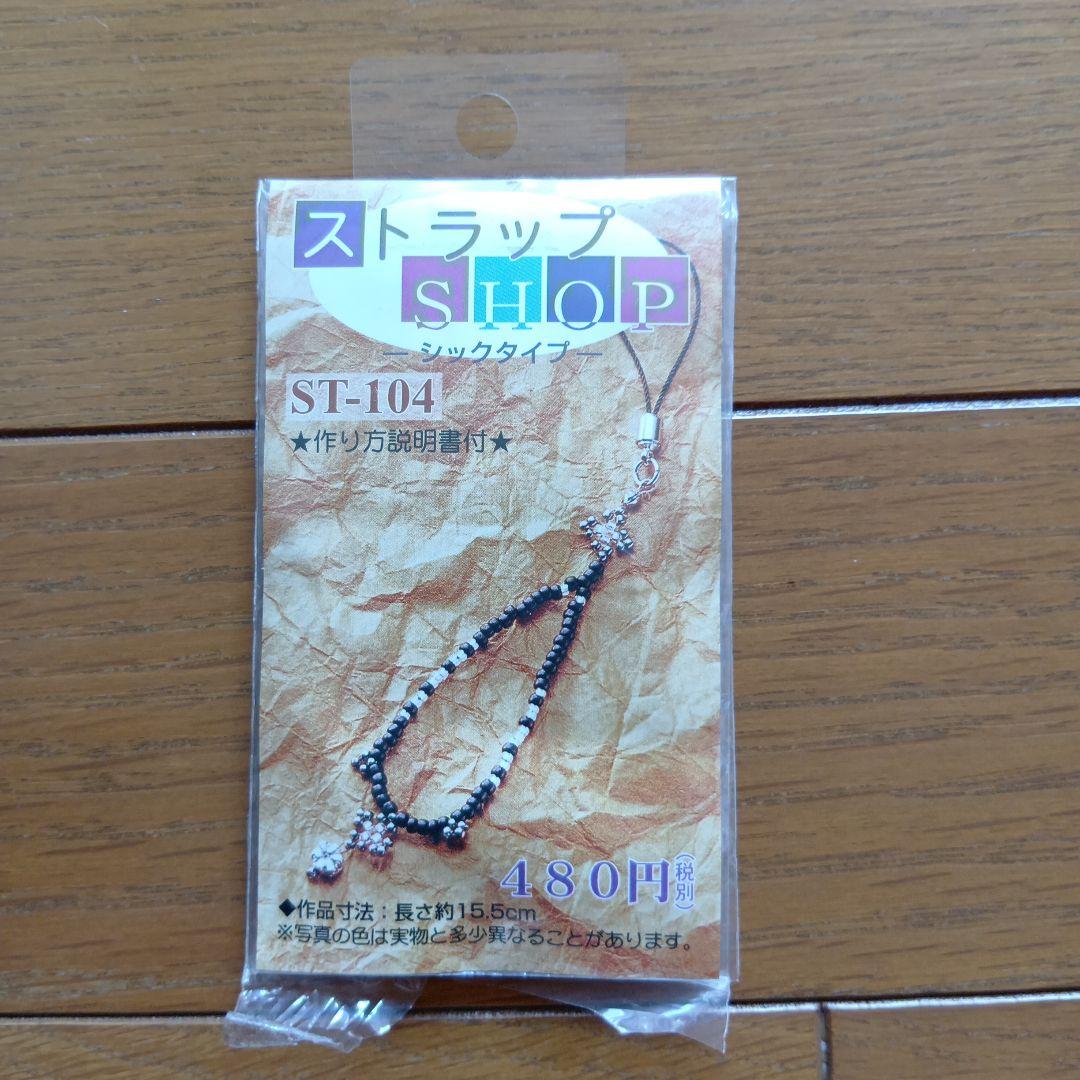 ストラップ
SHOP
― シックタイプ ―
ST-104
★作り方説明書付★
480円(税別)
◆作品寸法：長さ約15.5cm
※写真の色は実物と多少異なることがあります。